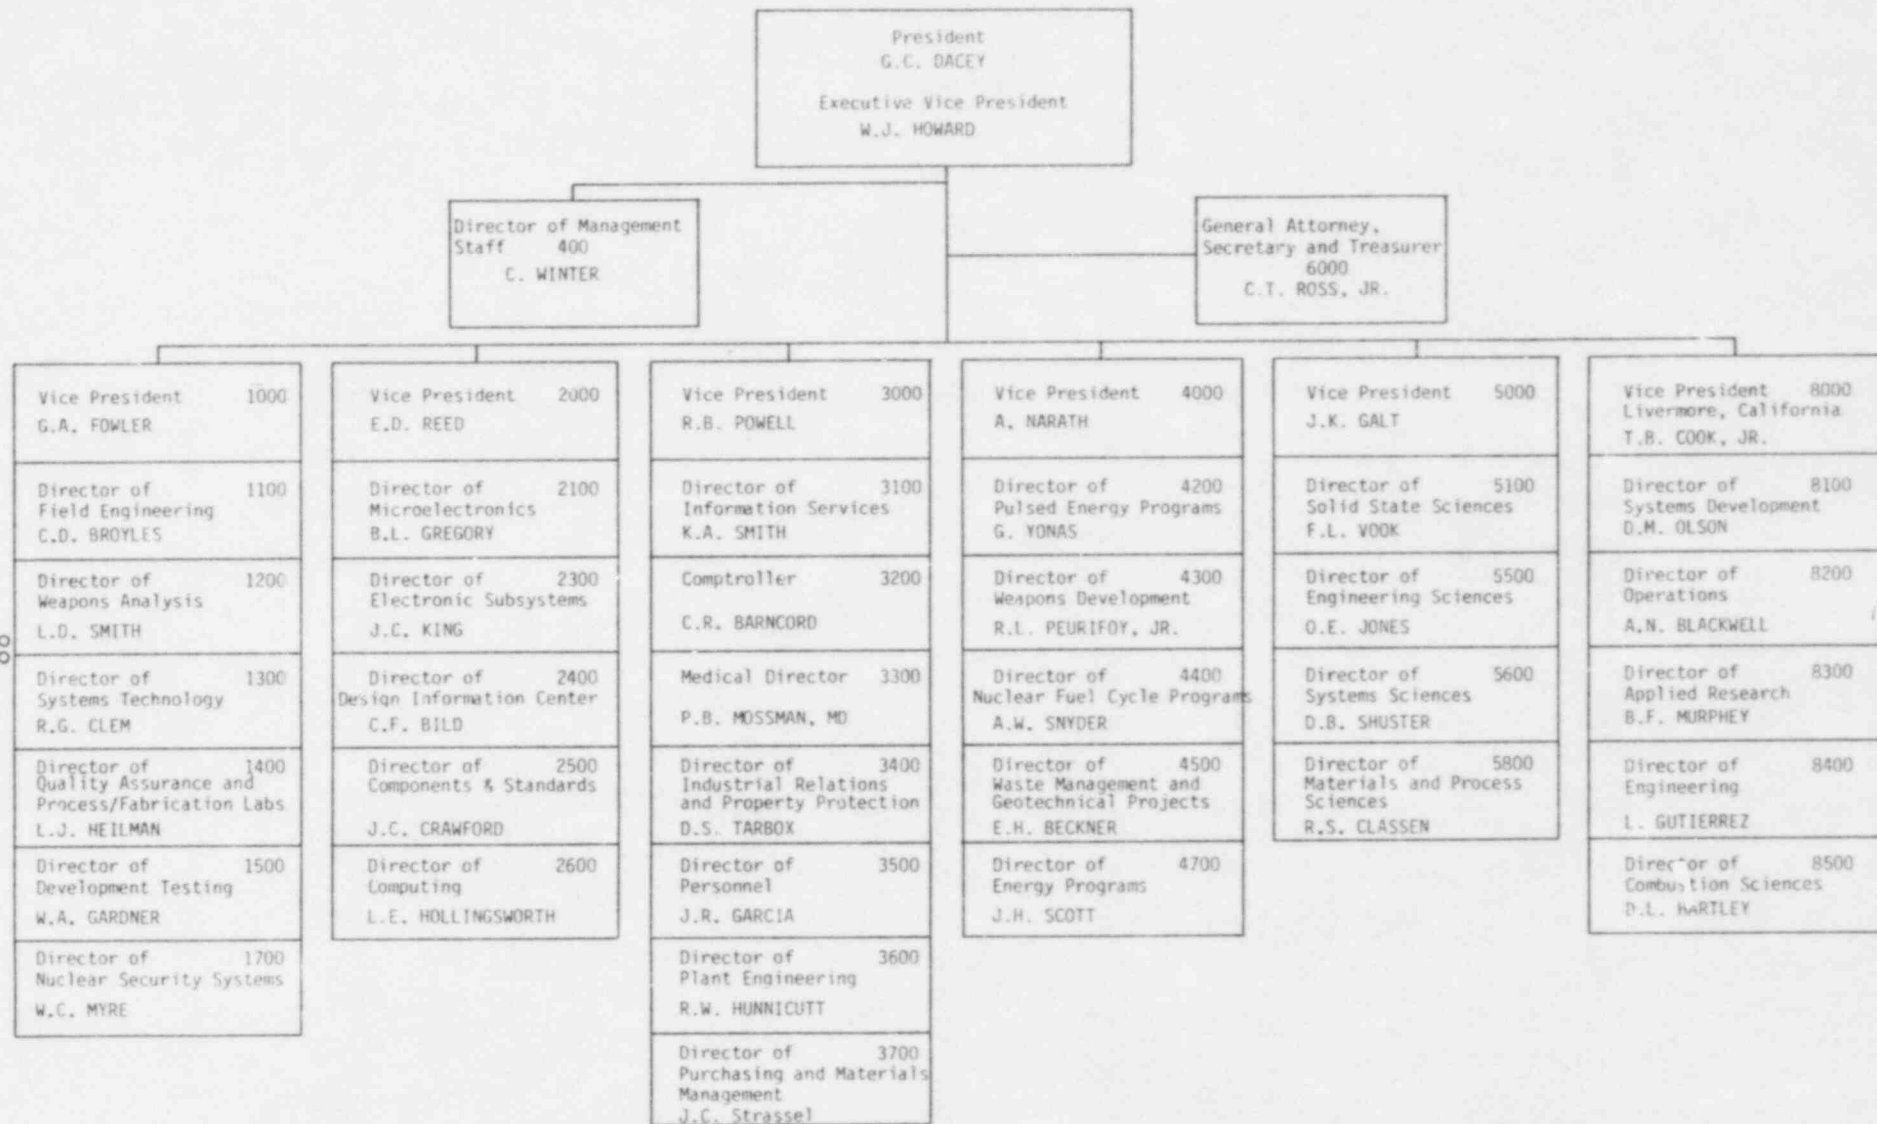 President
G.C. DACEY
Executive Vice President
W.J. HOWARD
Director of Management
Staff 400
C. WINTER
General Attorney,
Secretary and Treasurer
6000
C.T. ROSS, JR.
Vice President 1000
G.A. FOWLER
Director of 1100
Field Engineering
C.D. BROYLES
Director of 1200
Weapons Analysis
L.D. SMITH
Director of 1300
Systems Technology
R.G. CLEM
Director of 1400
Quality Assurance and
Process/Fabrication Labs
L.J. HEILMAN
Director of 1500
Development Testing
W.A. GARDNER
Director of 1700
Nuclear Security Systems
W.C. MYRE
Vice President 2000
E.D. REED
Director of 2100
Microelectronics
B.L. GREGORY
Director of 2300
Electronic Subsystems
J.C. KING
Director of 2400
Design Information Center
C.F. BILD
Director of 2500
Components & Standards
J.C. CRAWFORD
Director of 2600
Computing
L.E. HOLLINGSWORTH
Vice President 3000
R.B. POWELL
Director of 3100
Information Services
K.A. SMITH
Comptroller 3200
C.R. BARNCORD
Medical Director 3300
P.B. MOSSMAN, MD
Director of 3400
Industrial Relations
and Property Protection
D.S. TARBOX
Director of 3500
Personnel
J.R. GARCIA
Director of 3600
Plant Engineering
R.W. HUNNICUTT
Director of 3700
Purchasing and Materials
Management
J.C. Strassel
Vice President 4000
A. NARATH
Director of 4200
Pulsed Energy Programs
G. YONAS
Director of 4300
Weapons Development
R.L. PEURIFOY, JR.
Director of 4400
Nuclear Fuel Cycle Programs
A.W. SNYDER
Director of 4500
Waste Management and
Geotechnical Projects
E.H. BECKNER
Director of 4700
Energy Programs
J.H. SCOTT
Vice President 5000
J.K. GALT
Director of 5100
Solid State Sciences
F.L. VOOK
Director of 5500
Engineering Sciences
O.E. JONES
Director of 5600
Systems Sciences
D.B. SHUSTER
Director of 5800
Materials and Process
Sciences
R.S. CLASSEN
Vice President 8000
Livermore, California
T.B. COOK, JR.
Director of 8100
Systems Development
D.M. OLSON
Director of 8200
Operations
A.N. BLACKWELL
Director of 8300
Applied Research
B.F. MURPHEY
Director of 8400
Engineering
L. GUTIERREZ
Director of 8500
Combustion Sciences
D.L. HARTLEY
88